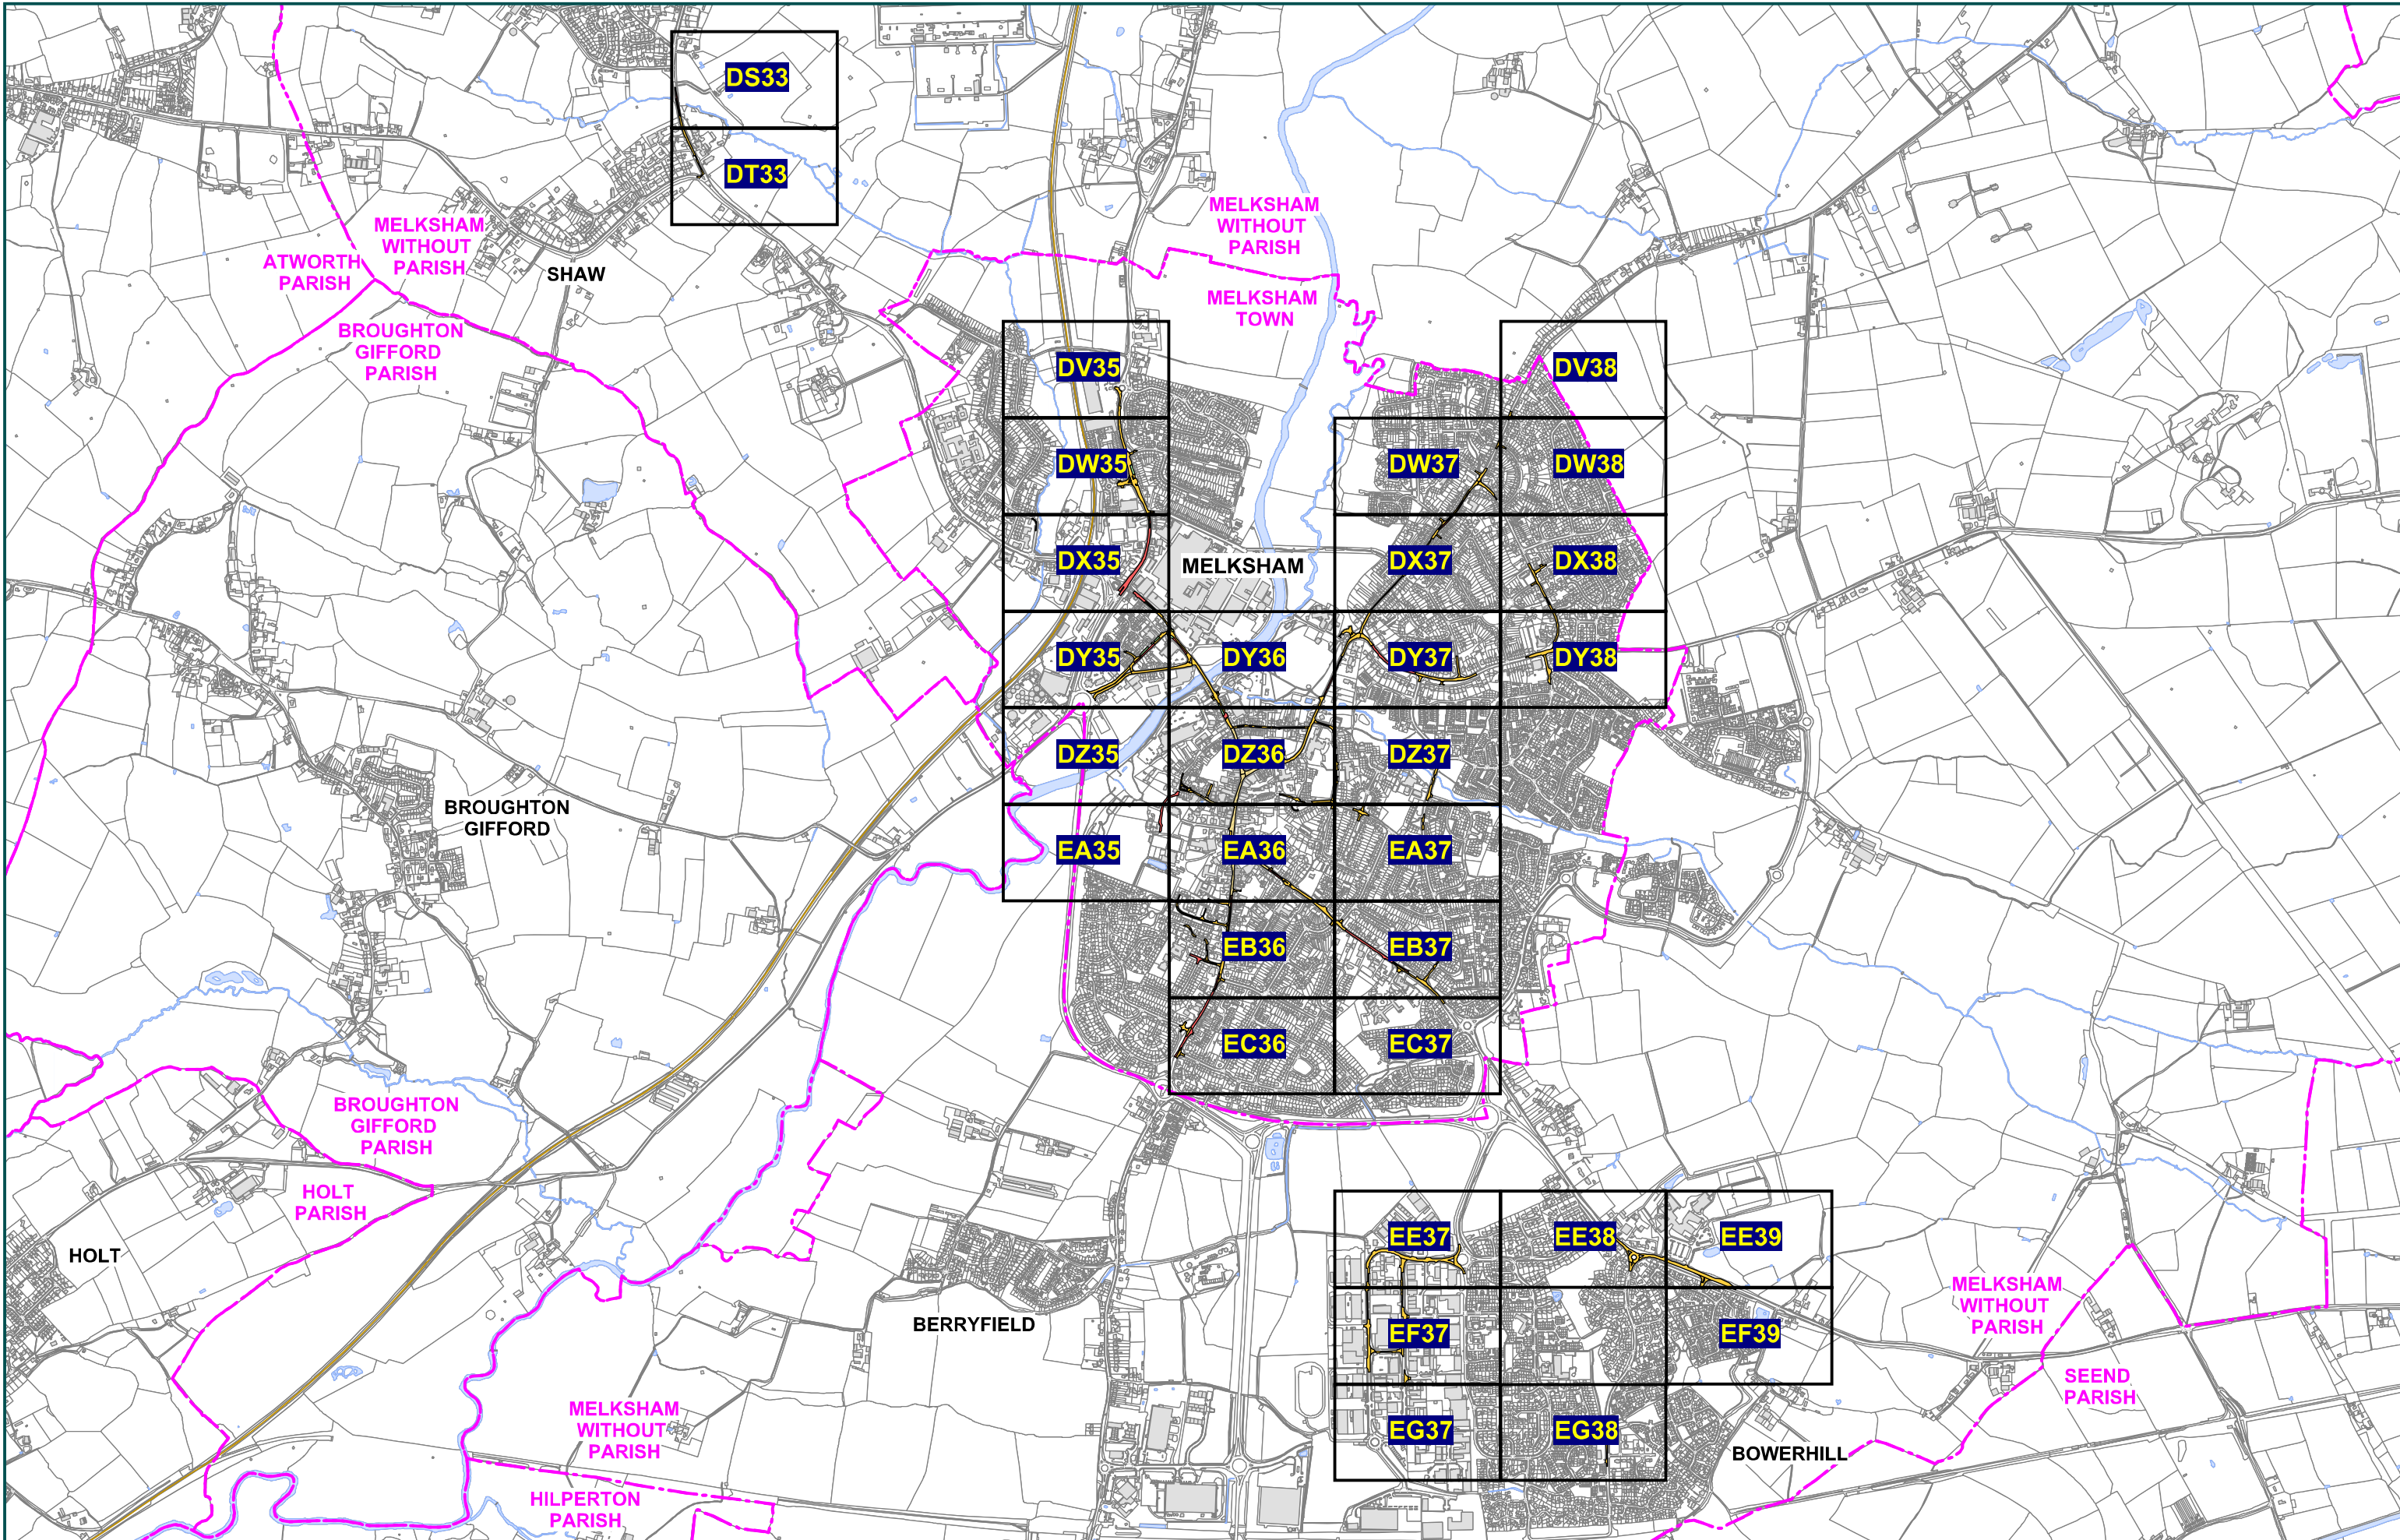 DS33
DT33
MELKSHAM
WITHOUT
PARISH
ATWORTH
PARISH
SHAW
MELKSHAM
WITHOUT
PARISH
MELKSHAM
TOWN
BROUGHTON
GIFFORD
PARISH
DV35
DV38
DW35
DW37
DW38
DX35
MELKSHAM
DX37
DX38
DY35
DY36
DY37
DY38
DZ35
DZ36
DZ37
BROUGHTON
GIFFORD
EA35
EA36
EA37
EB36
EB37
EC36
EC37
BROUGHTON
GIFFORD
PARISH
HOLT
PARISH
HOLT
EE37
EE38
EE39
BERRYFIELD
EF37
EF39
MELKSHAM
WITHOUT
PARISH
SEEND
PARISH
MELKSHAM
WITHOUT
PARISH
EG37
EG38
BOWERHILL
HILPERTON
PARISH